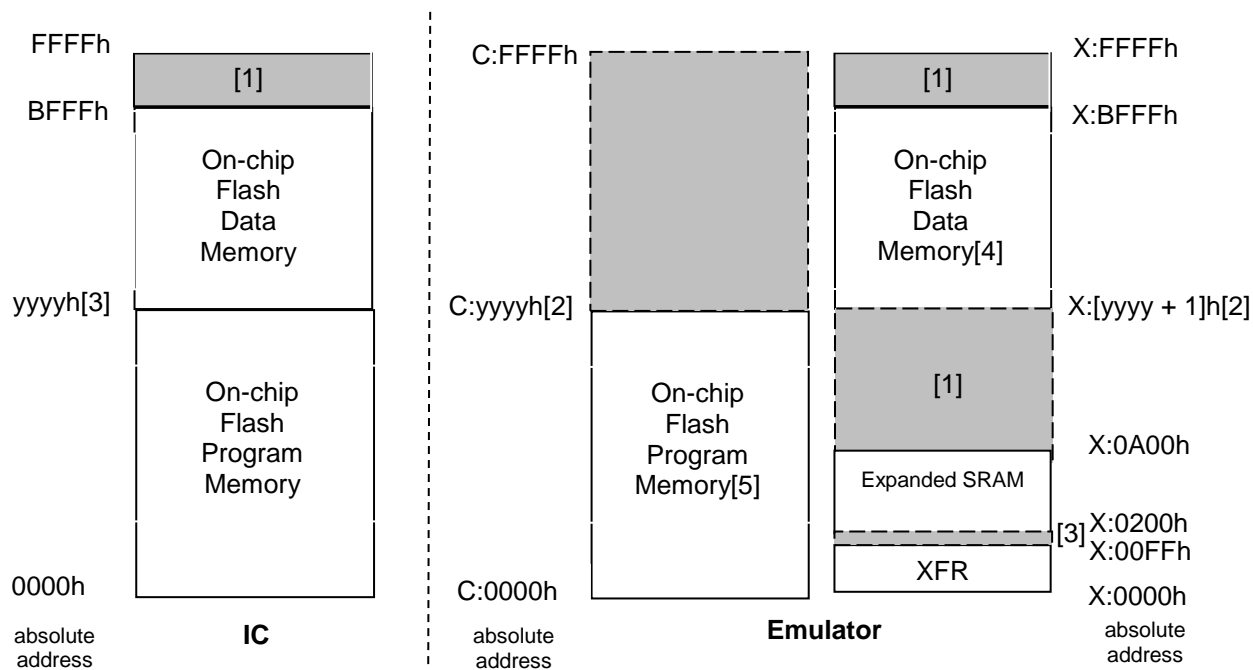 FFFFh
[1]
BFFFh
On-chip
Flash
Data
Memory
yyyyh[3]
On-chip
Flash
Program
Memory
0000h
absolute
address
IC
C:FFFFh
C:yyyyh[2]
On-chip
Flash
Program
Memory[5]
C:0000h
absolute
address
Emulator
X:FFFFh
[1]
X:BFFFh
On-chip
Flash
Data
Memory[4]
X:[yyyy + 1]h[2]
[1]
X:0A00h
Expanded SRAM
X:0200h
[3]
X:00FFh
XFR
X:0000h
absolute
address